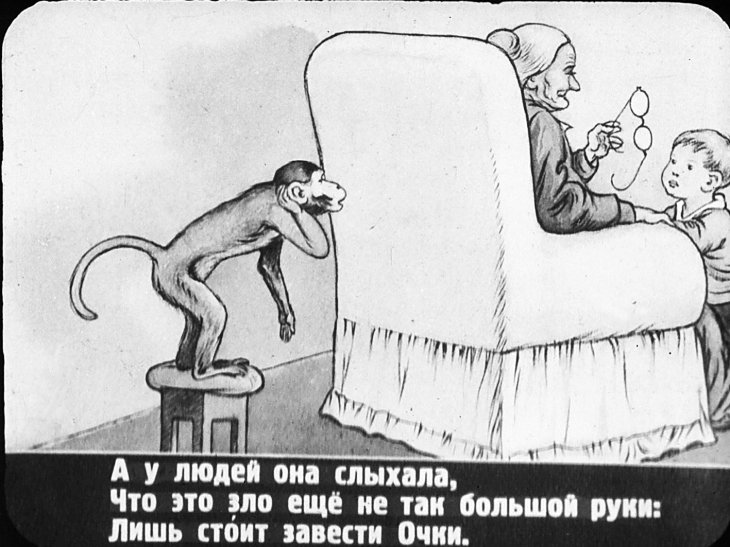 А у людей она слыхала,
Что это зло ещё не так большой руки:
Лишь сто́ит завести Очки.